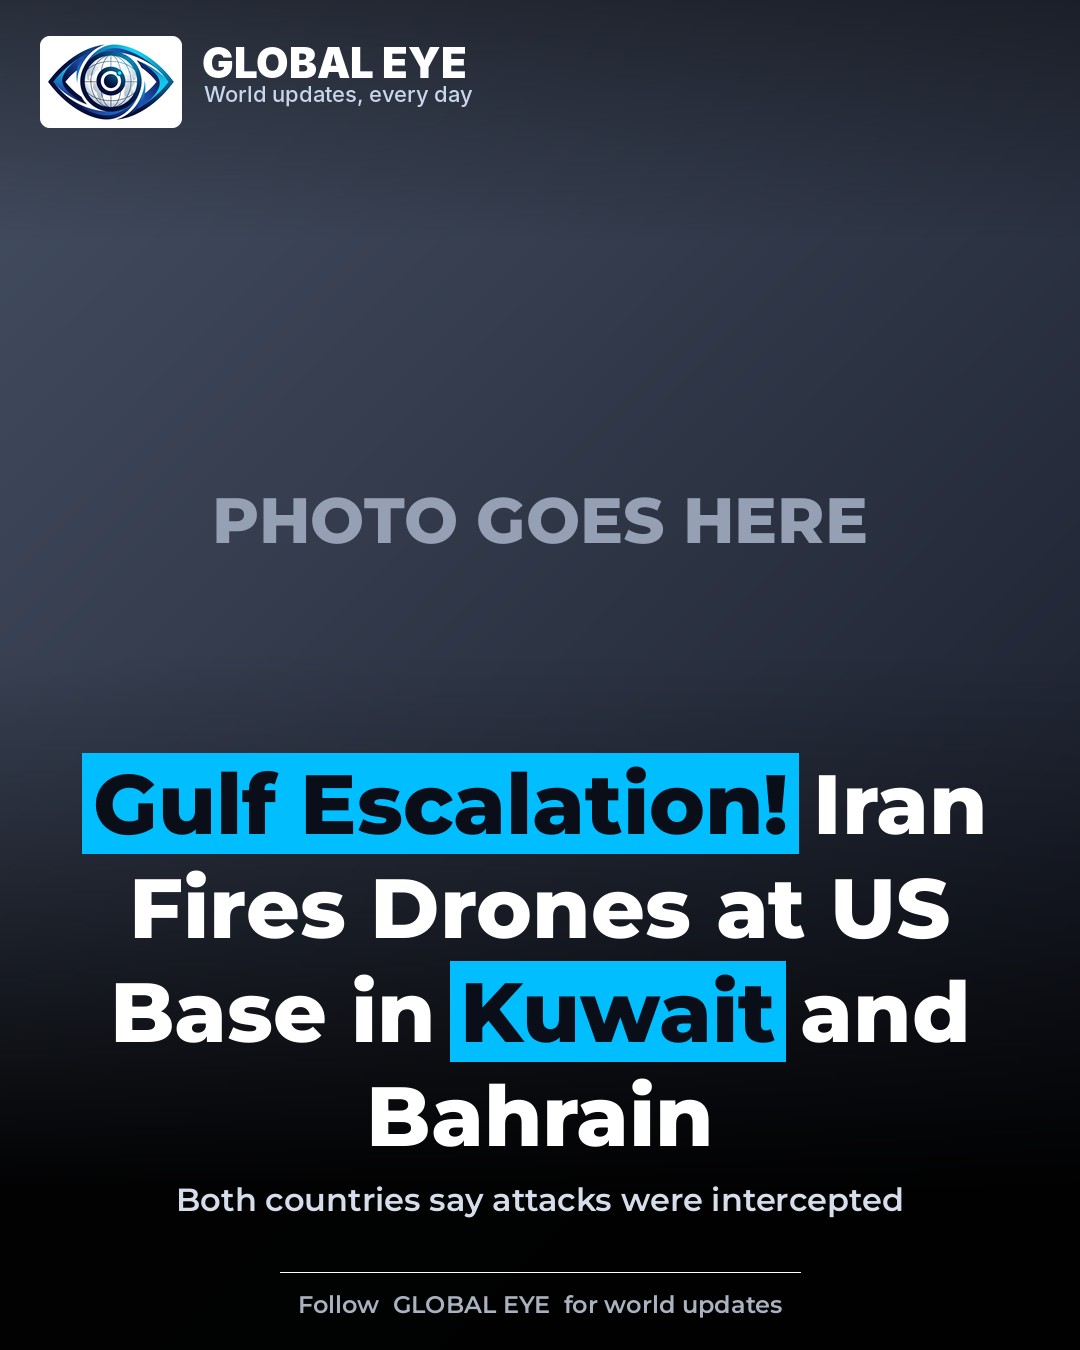 GLOBAL EYE
World updates, every day
PHOTO GOES HERE
Gulf Escalation! Iran
Fires Drones at US
Base in Kuwait and
Bahrain
Both countries say attacks were intercepted
Follow GLOBAL EYE for world updates